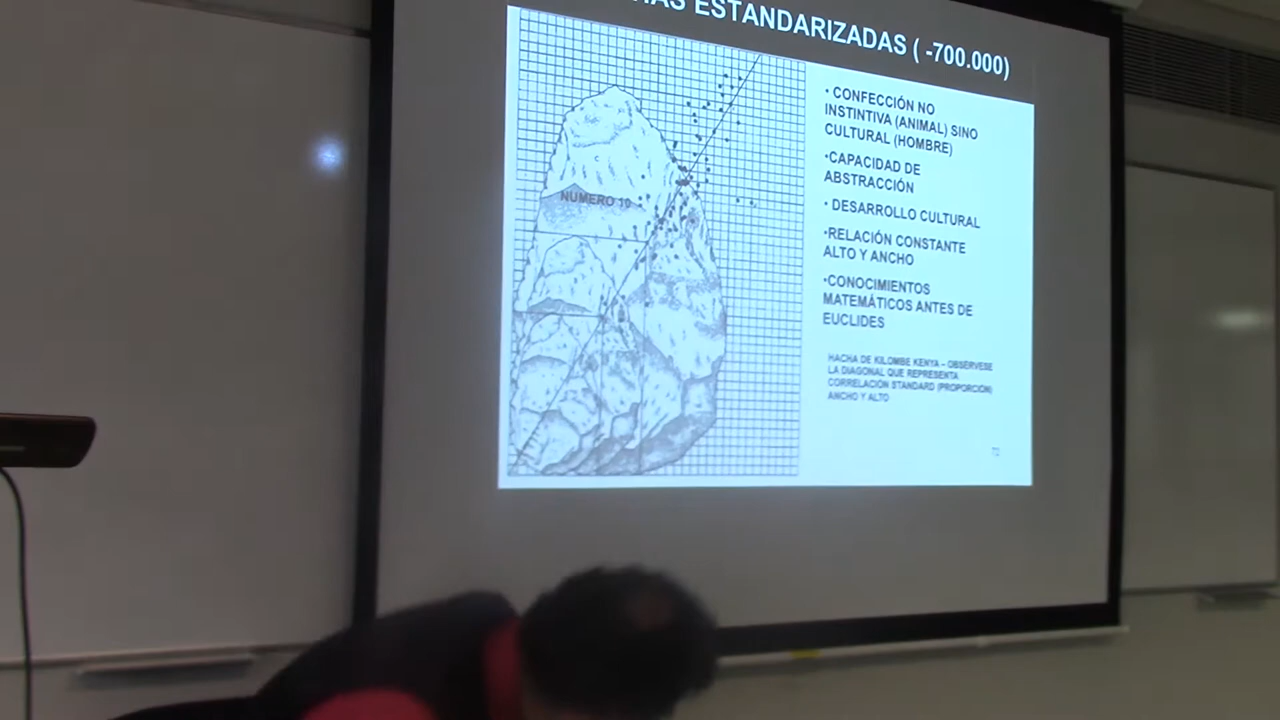 ESTANDARIZADAS ( -700.000)
NÚMERO 10
• CONFECCIÓN NO
INSTINTIVA (ANIMAL) SINO
CULTURAL (HOMBRE)
•CAPACIDAD DE
ABSTRACCIÓN
• DESARROLLO CULTURAL
•RELACIÓN CONSTANTE
ALTO Y ANCHO
•CONOCIMIENTOS
MATEMÁTICOS ANTES DE
EUCLIDES
HACHA DE KILOMBE KENYA – OBSÉRVESE
LA DIAGONAL QUE REPRESENTA
CORRELACIÓN STANDARD (PROPORCIÓN)
ANCHO Y ALTO